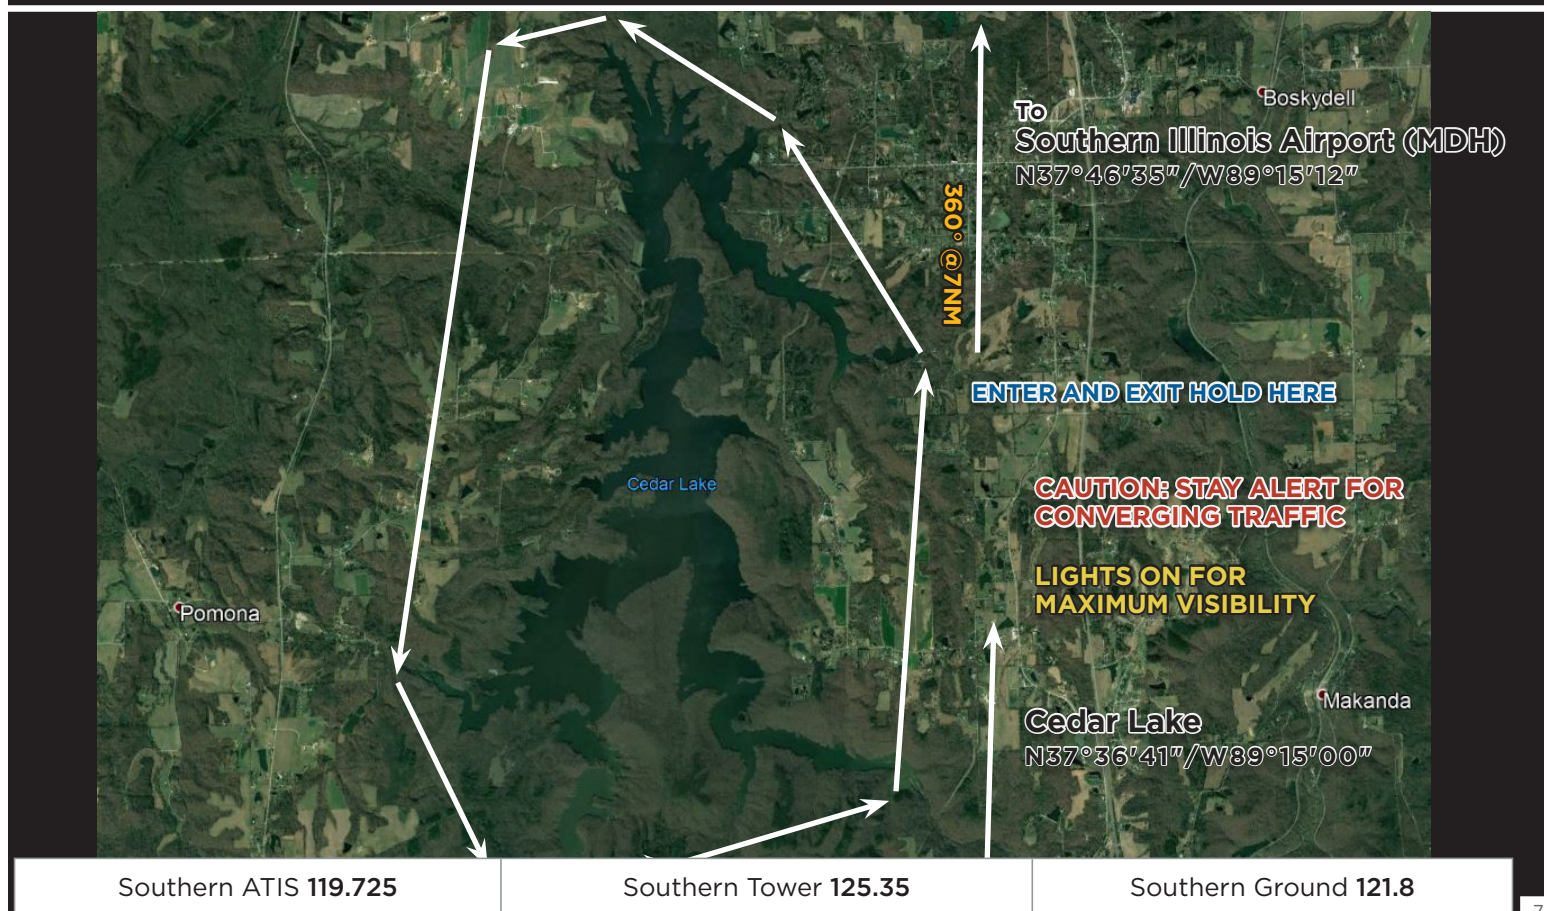 Boskydell
To
Southern Illinois Airport (MDH)
N37°46'35"/W89°15'12"
360° @7NM
ENTER AND EXIT HOLD HERE
Cedar Lake
CAUTION: STAY ALERT FOR
CONVERGING TRAFFIC
LIGHTS ON FOR
MAXIMUM VISIBILITY
Pomona
Makanda
Cedar Lake
N37°36'41"/W89°15'00"
Southern ATIS 119.725
Southern Tower 125.35
Southern Ground 121.8